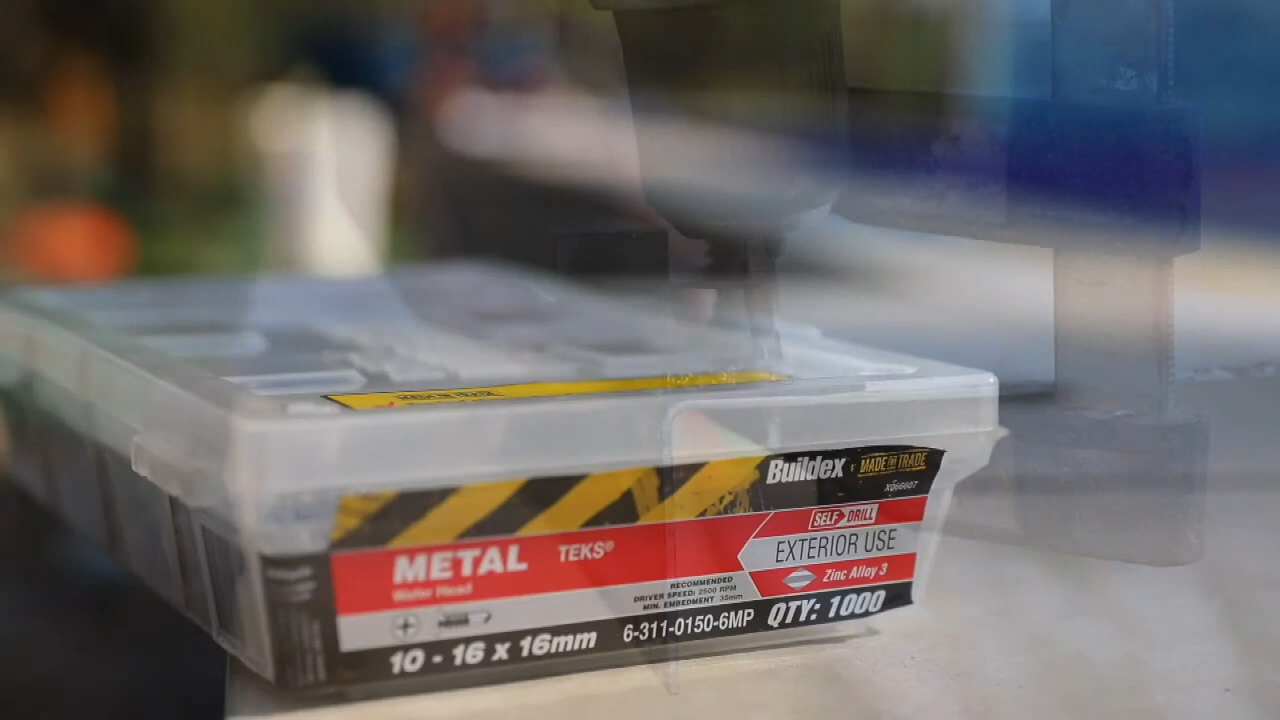 Buildex
MADE FOR TRADE
X066607
SELF DRILL
METAL TEKS®
EXTERIOR USE
Wafer Head
Zinc Alloy 3
RECOMMENDED
DRIVER SPEED: 2500 RPM
MIN. EMBEDMENT 35mm
10 - 16 x 16mm 6-311-0150-6MP QTY: 1000